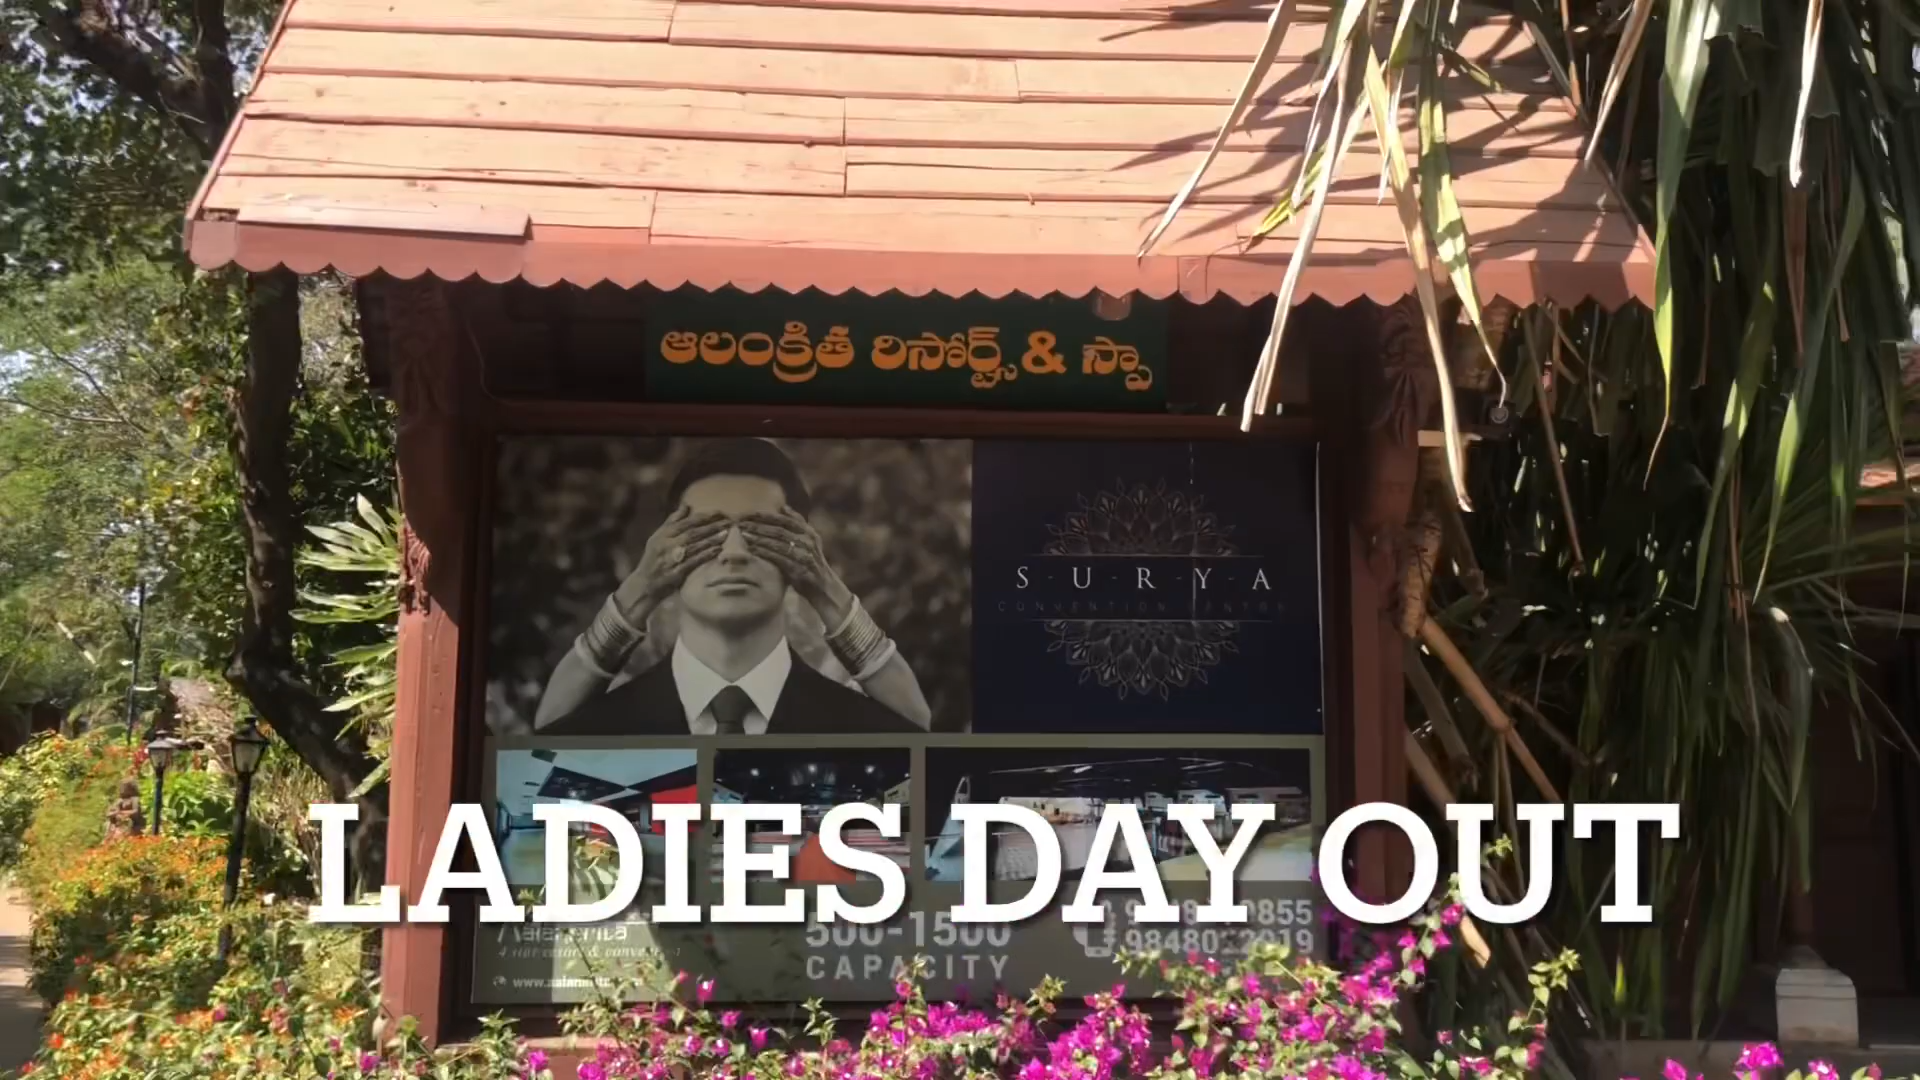 ఆలంక్రిత రిసోర్ట్స్ & స్పా
S-U-R-Y-A
CONVENTION CENTRE
LADIES DAY OUT
500-1500
CAPACITY